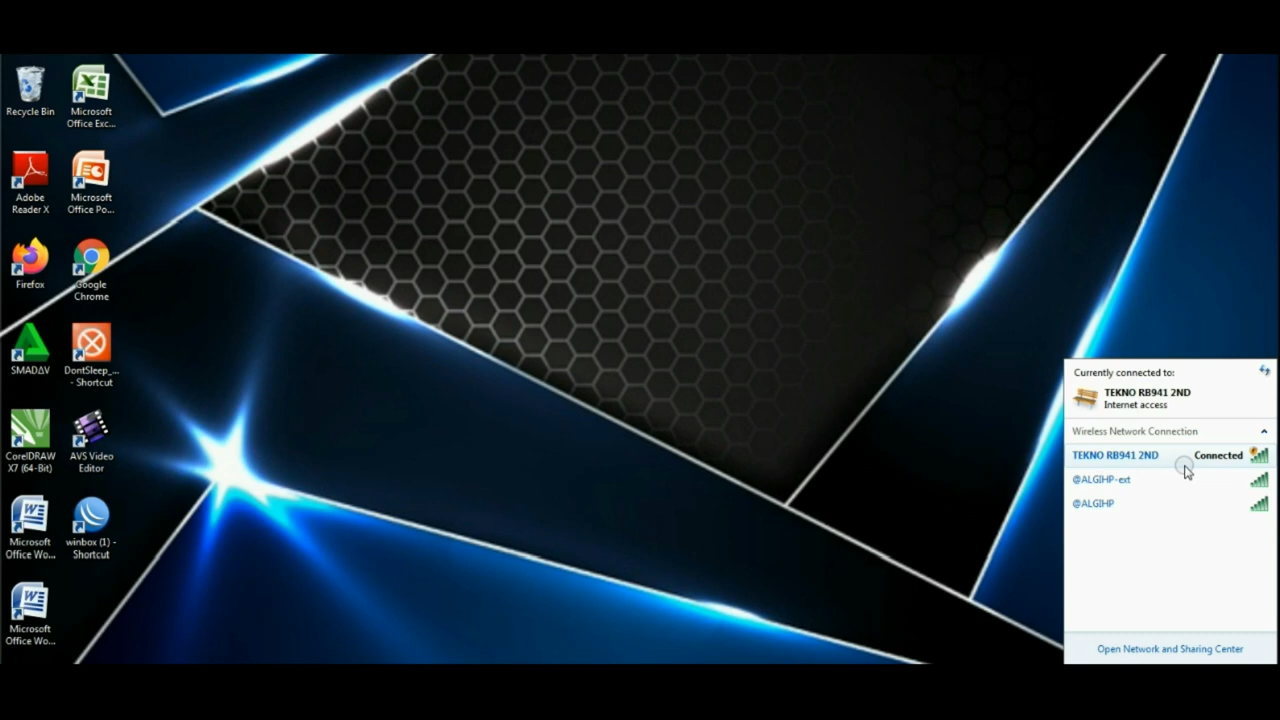 Recycle Bin
Microsoft
Office Exc...
Adobe
Reader X
Microsoft
Office Po...
Firefox
Google
Chrome
SMADΔV
DontSleep_...
- Shortcut
CorelDRAW
X7 (64-Bit)
AVS Video
Editor
Microsoft
Office Wo...
winbox (1) -
Shortcut
Microsoft
Office Wo...
Currently connected to:
TEKNO RB941 2ND
Internet access
Wireless Network Connection
TEKNO RB941 2ND Connected
@ALGIHP-ext
@ALGIHP
Open Network and Sharing Center